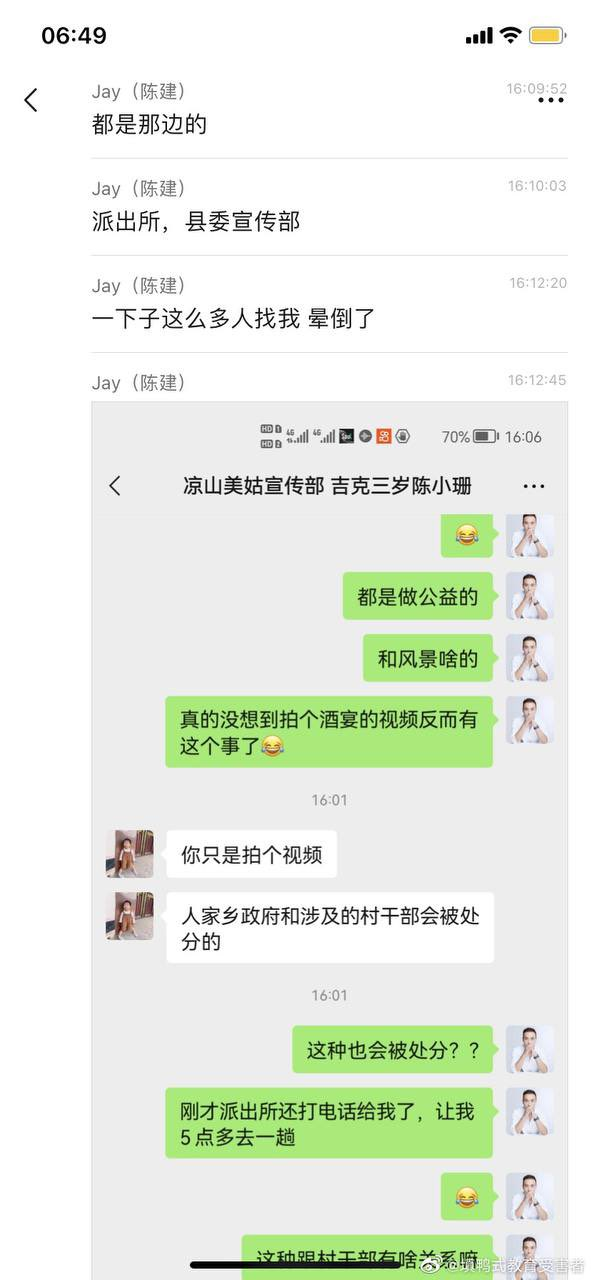 06:49
Jay（陈建）
16:09:52
都是那边的
Jay（陈建）
16:10:03
派出所，县委宣传部
Jay（陈建）
16:12:20
一下子这么多人找我 晕倒了
Jay（陈建）
16:12:45
HD 1
HD 2
4G
4G
70%
16:06
凉山美姑宣传部 吉克三岁陈小珊
都是做公益的
和风景啥的
真的没想到拍个酒宴的视频反而有
这个事了
16:01
你只是拍个视频
人家乡政府和涉及的村干部会被处
分的
16:01
这种也会被处分？？
刚才派出所还打电话给我了，让我
5点多去一趟
这种跟村干部有啥关系嘛
@填鸭式教育受害者